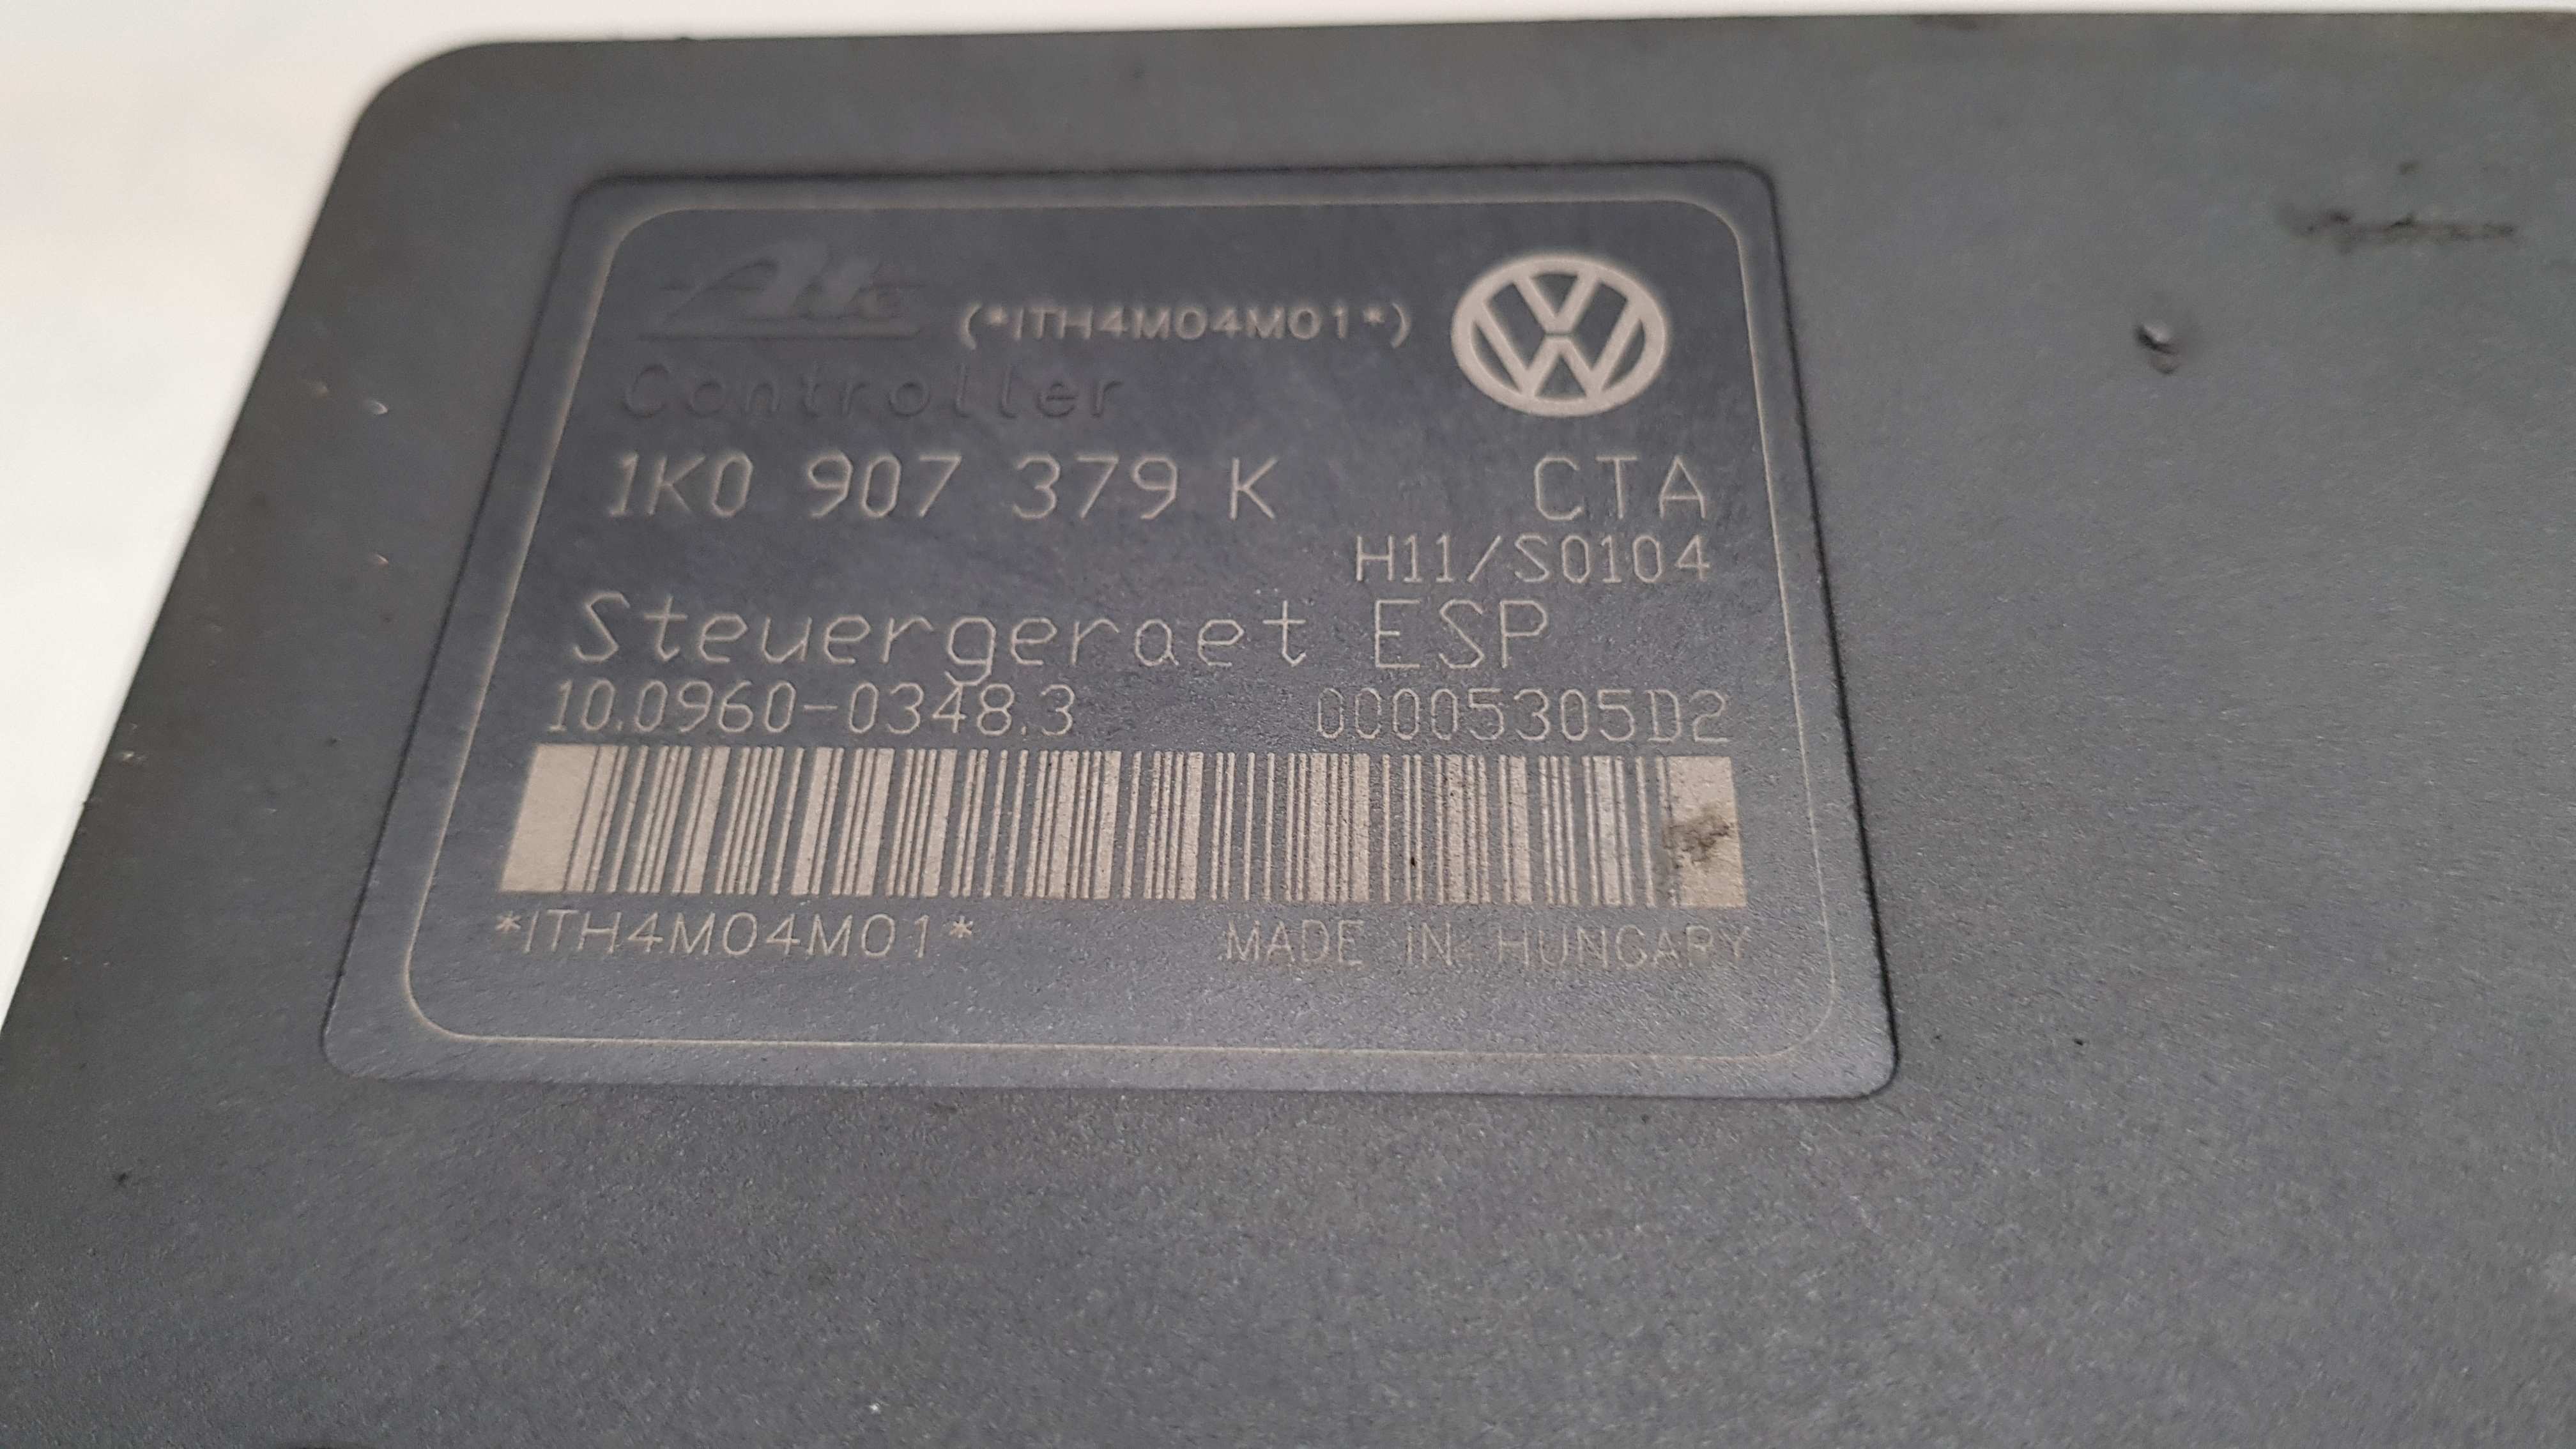 Ate (*ITH4M04M01*)
Controller
1K0 907 379 K CTA
H11/S0104
Steuergeraet ESP
10.0960-0348.3 00005305D2
*ITH4M04M01* MADE IN HUNGARY